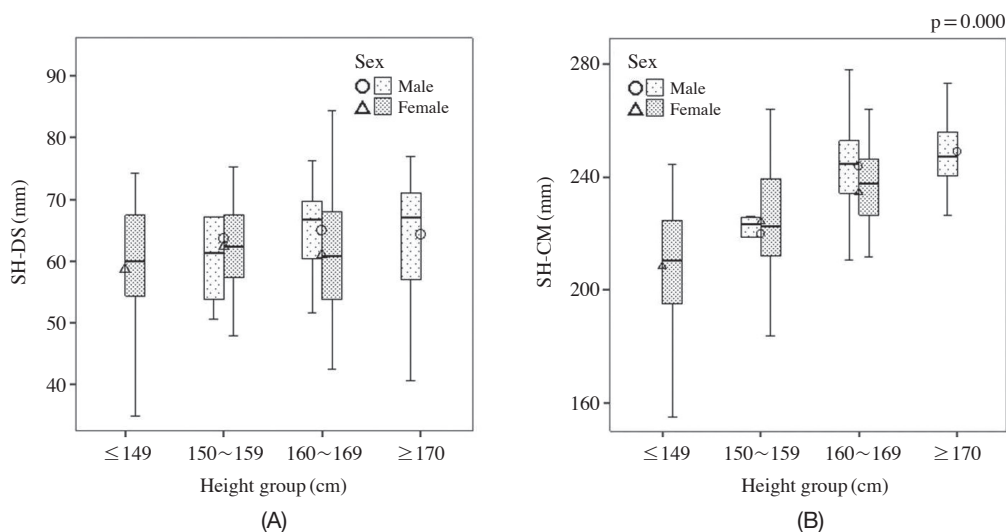 p=0.000
Sex
Male
Female
SH-DS (mm)
90
80
70
60
50
40
≤149
150~159
160~169
≥170
Height group (cm)
(A)
Sex
Male
Female
SH-CM (mm)
280
240
200
160
≤149
150~159
160~169
≥170
Height group (cm)
(B)